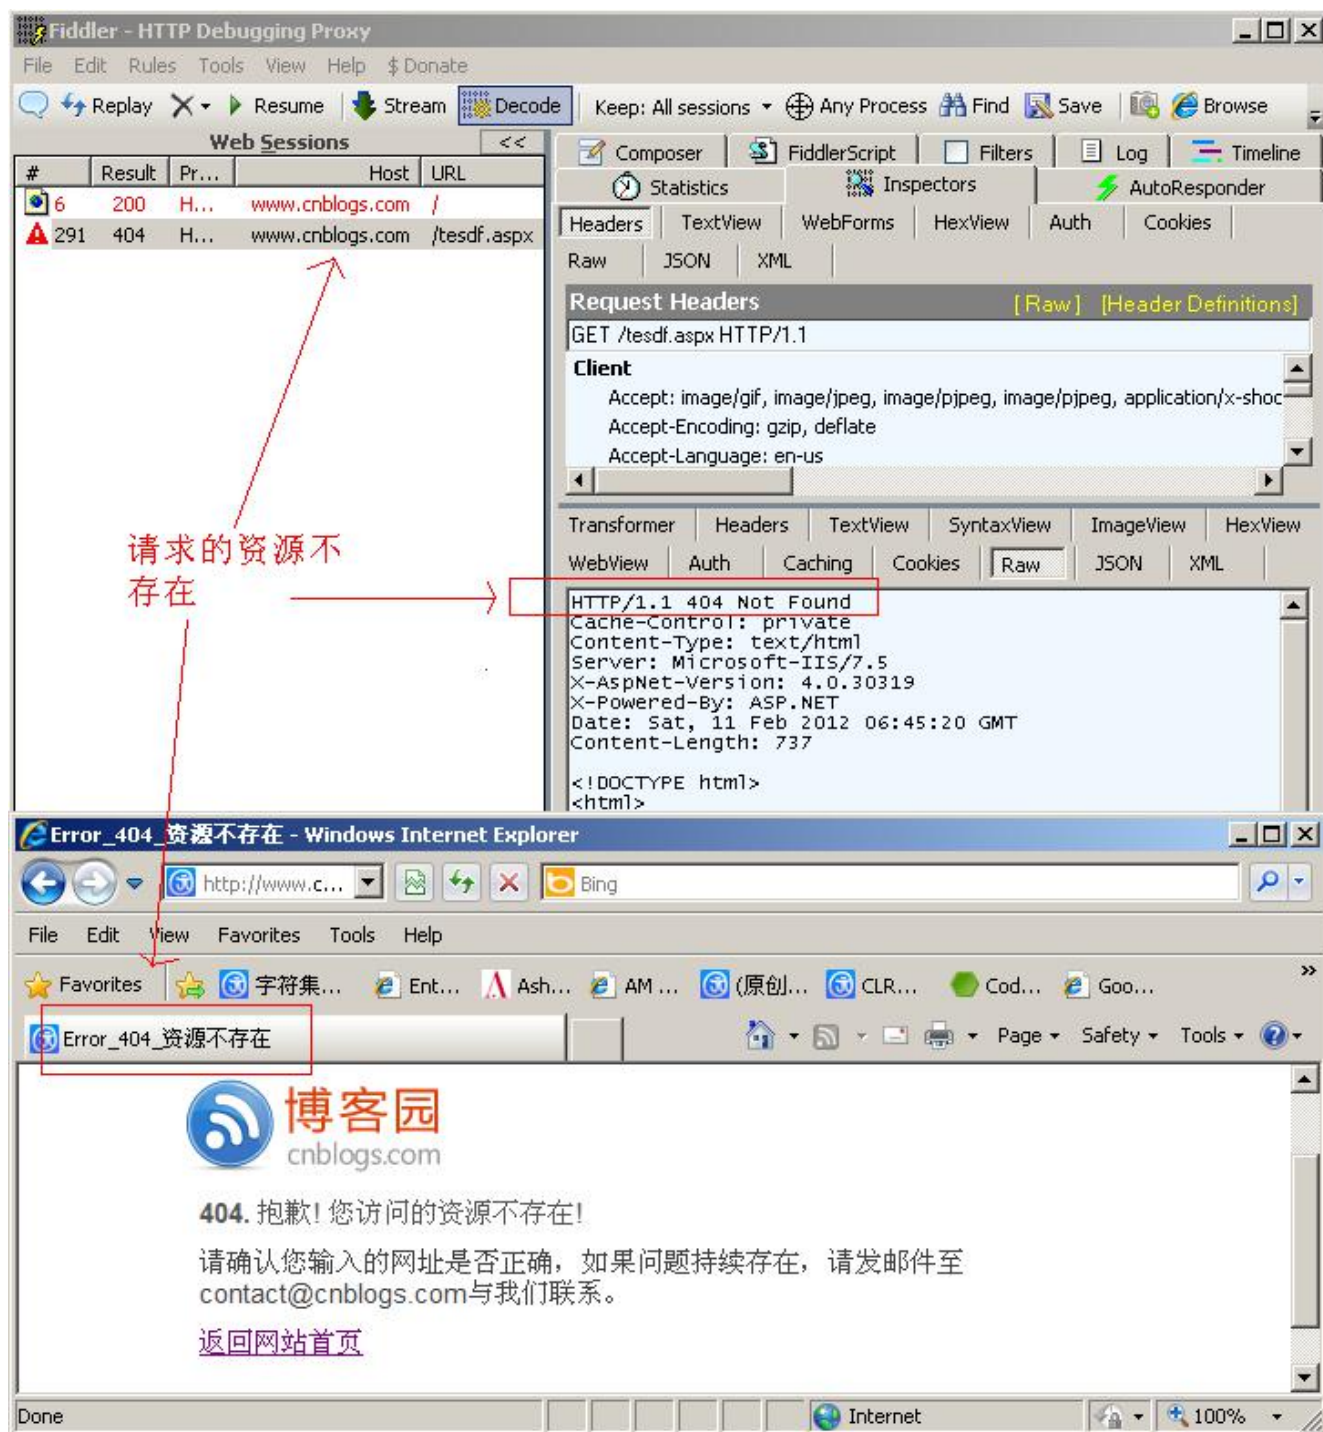 Fiddler - HTTP Debugging Proxy
File Edit Rules Tools View Help $ Donate
Replay Resume Stream Decode Keep: All sessions Any Process Find Save Browse
Web Sessions <<
# Result Pr... Host URL
6 200 H... www.cnblogs.com /
291 404 H... www.cnblogs.com /tesdf.aspx
Composer FiddlerScript Filters Log Timeline
Statistics Inspectors AutoResponder
Headers TextView WebForms HexView Auth Cookies
Raw JSON XML
Request Headers [Raw] [Header Definitions]
GET /tesdf.aspx HTTP/1.1
Client
Accept: image/gif, image/jpeg, image/pjpeg, image/pjpeg, application/x-shoc
Accept-Encoding: gzip, deflate
Accept-Language: en-us
请求的资源不
存在
Transformer Headers TextView SyntaxView ImageView HexView
WebView Auth Caching Cookies Raw JSON XML
HTTP/1.1 404 Not Found
Cache-Control: private
Content-Type: text/html
Server: Microsoft-IIS/7.5
X-AspNet-Version: 4.0.30319
X-Powered-By: ASP.NET
Date: Sat, 11 Feb 2012 06:45:20 GMT
Content-Length: 737
<!DOCTYPE html>
<html>
Error_404_资源不存在 - Windows Internet Explorer
http://www.c... Bing
File Edit View Favorites Tools Help
Favorites 字符集... Ent... Ash... AM ... (原创... CLR... Cod... Goo... »
Error_404_资源不存在 Page Safety Tools
博客园
cnblogs.com
404. 抱歉! 您访问的资源不存在!
请确认您输入的网址是否正确，如果问题持续存在，请发邮件至
contact@cnblogs.com与我们联系。
返回网站首页
Done Internet 100%